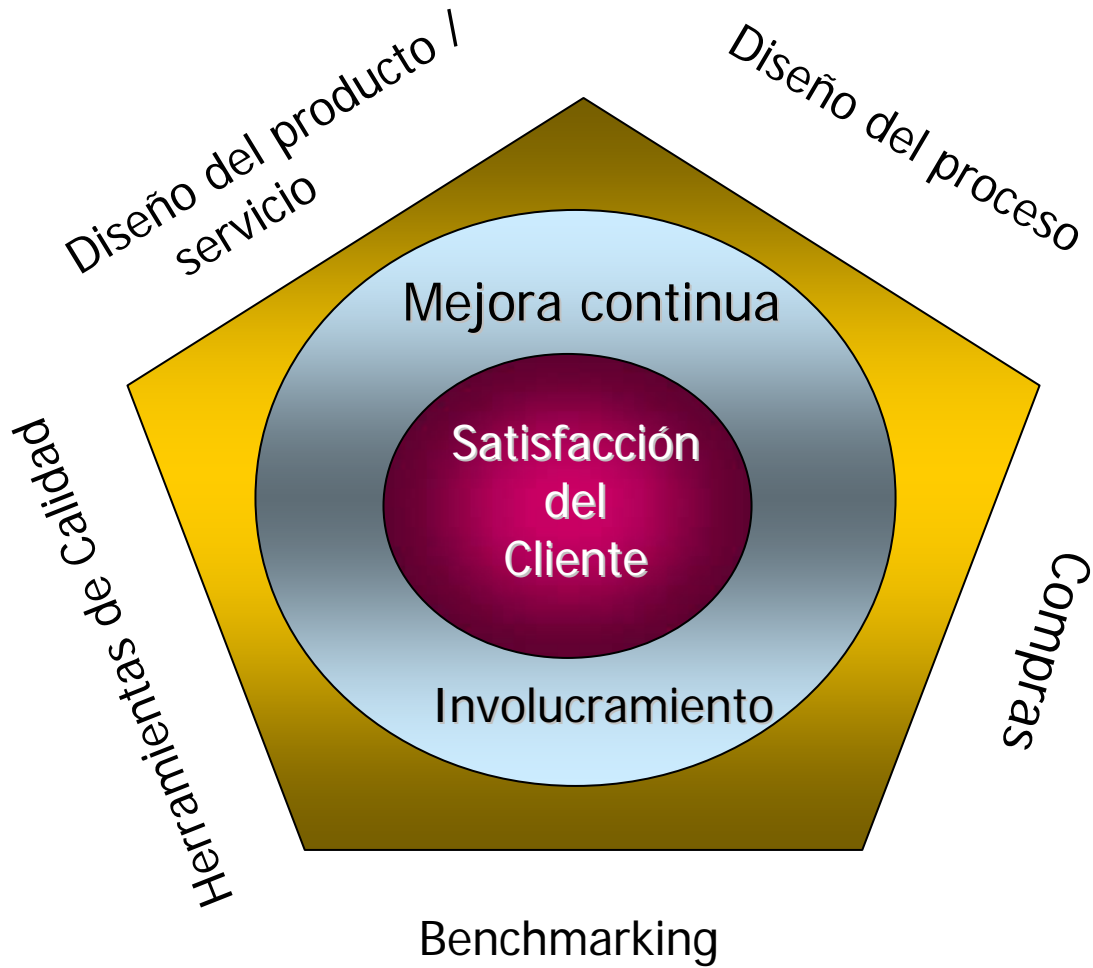 Diseño del producto /
servicio
Diseño del proceso
Mejora continua
Satisfacción
del
Cliente
Involucramiento
Herramientas de Calidad
Compras
Benchmarking